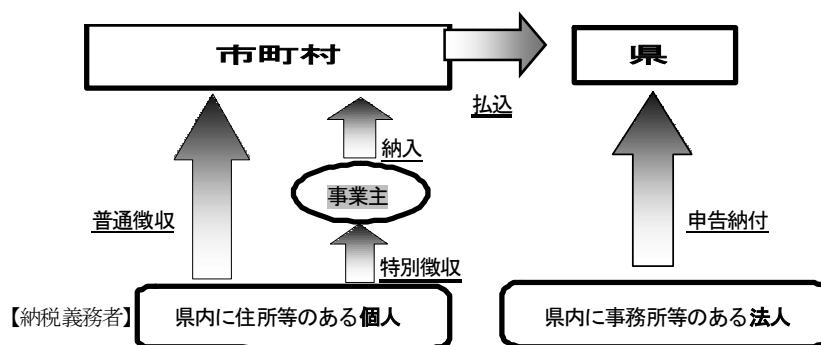 市町村
県
払込
納入
事業主
普通徴収
申告納付
特別徴収
【納税義務者】
県内に住所等のある個人
県内に事務所等のある法人